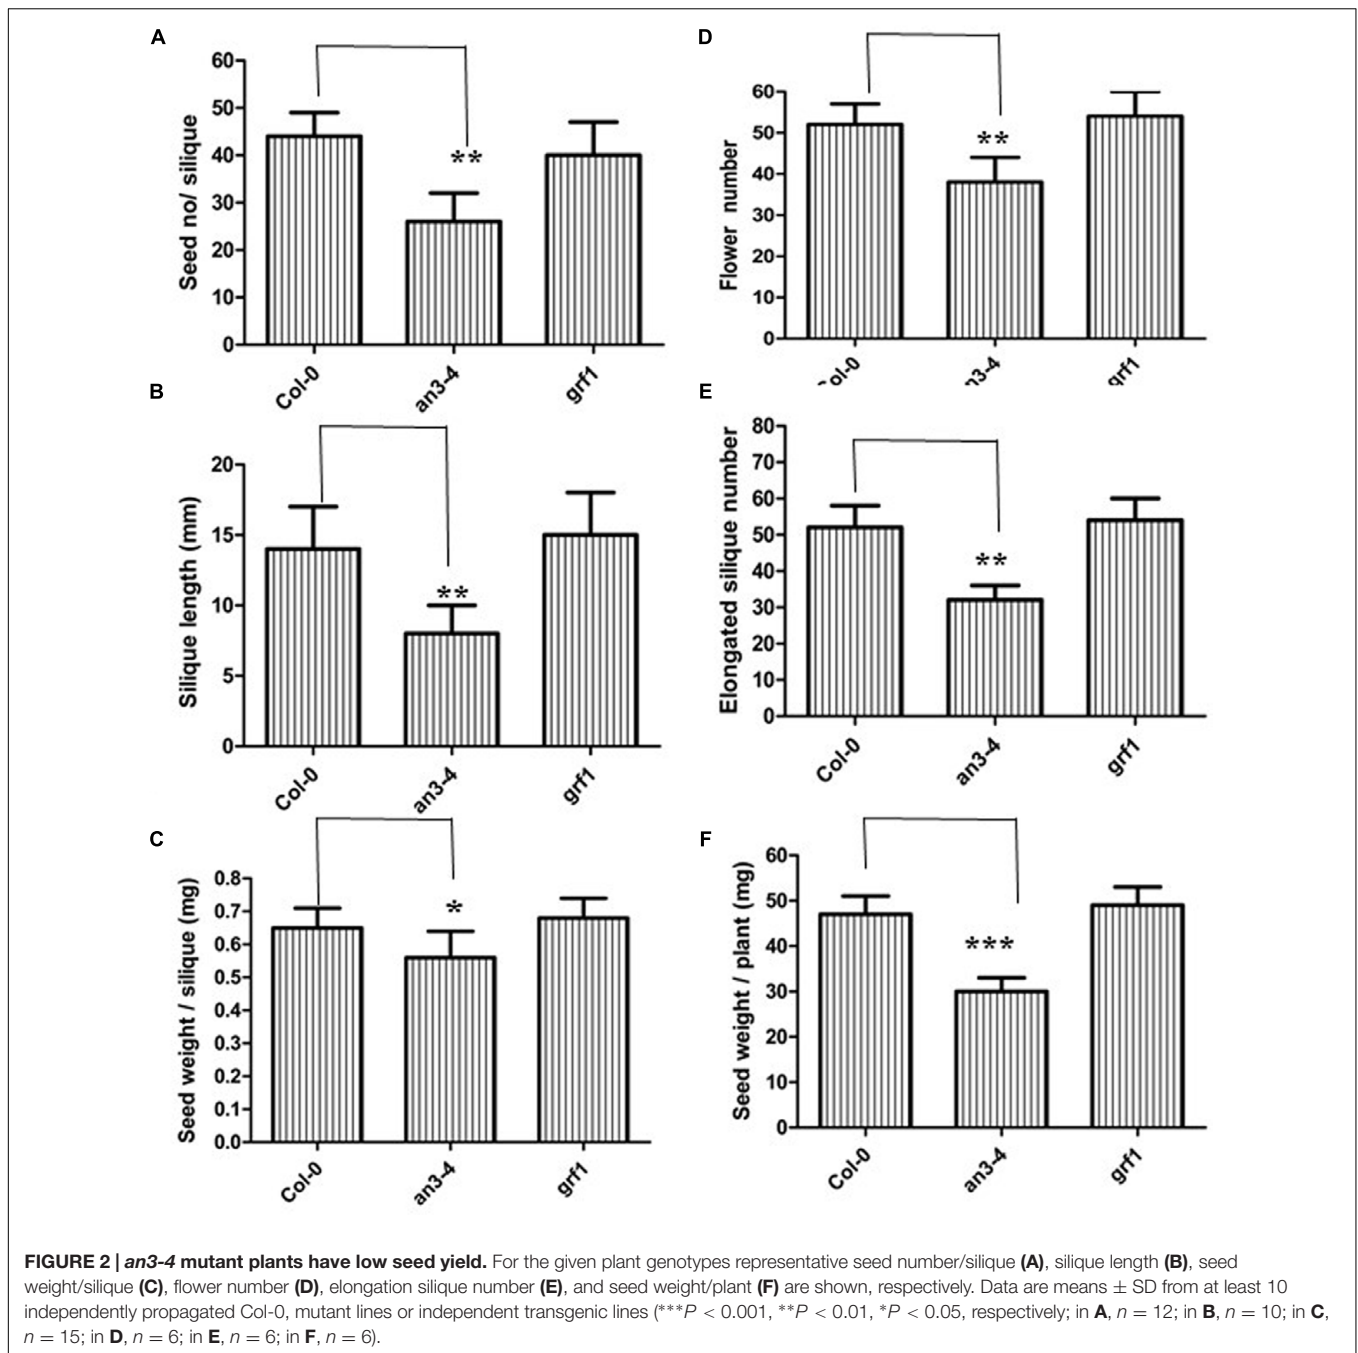 A
60
50
40
30
20
10
0
Seed no/ silique
**
Col-0
an3-4
grf1
D
60
50
40
30
20
10
0
Flower number
**
Col-0
n3-4
grf1
B
20
15
10
5
0
Silique length (mm)
**
Col-0
an3-4
grf1
E
80
70
60
50
40
30
20
10
0
Elongated silique number
**
Col-0
an3-4
grf1
C
0.8
0.7
0.6
0.5
0.4
0.3
0.2
0.1
0.0
Seed weight / silique (mg)
*
Col-0
an3-4
grf1
F
60
50
40
30
20
10
0
Seed weight / plant (mg)
***
Col-0
an3-4
grf1
FIGURE 2 | an3-4 mutant plants have low seed yield. For the given plant genotypes representative seed number/silique (A), silique length (B), seed
weight/silique (C), flower number (D), elongation silique number (E), and seed weight/plant (F) are shown, respectively. Data are means ± SD from at least 10
independently propagated Col-0, mutant lines or independent transgenic lines (***P < 0.001, **P < 0.01, *P < 0.05, respectively; in A, n = 12; in B, n = 10; in C,
n = 15; in D, n = 6; in E, n = 6; in F, n = 6).